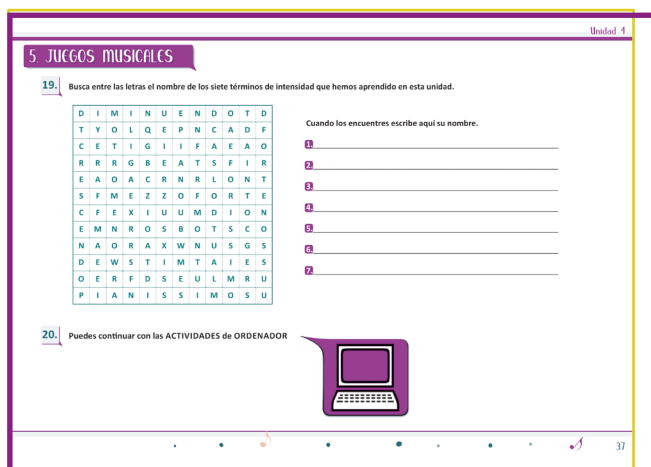 Unidad 1
5. JUEGOS MUSICALES
19. Busca entre las letras el nombre de los siete términos de intensidad que hemos aprendido en esta unidad.
D I M I N U E N D O T D
T Y O L Q E P N C A D F
C E T I G I I F A E A O
R R R G B E A T S F I R
E A O A C R N R L O N T
S F M E Z Z O F O R T E
C F E X I U U M D I O N
E M N R O S B O T S C O
N A O R A X W N U S G S
D E W S T I M T A I E S
O E R F D S E U L M R U
P I A N I S S I M O S U
Cuando los encuentres escribe aquí su nombre.
1.
2.
3.
4.
5.
6.
7.
20. Puedes continuar con las ACTIVIDADES de ORDENADOR
37